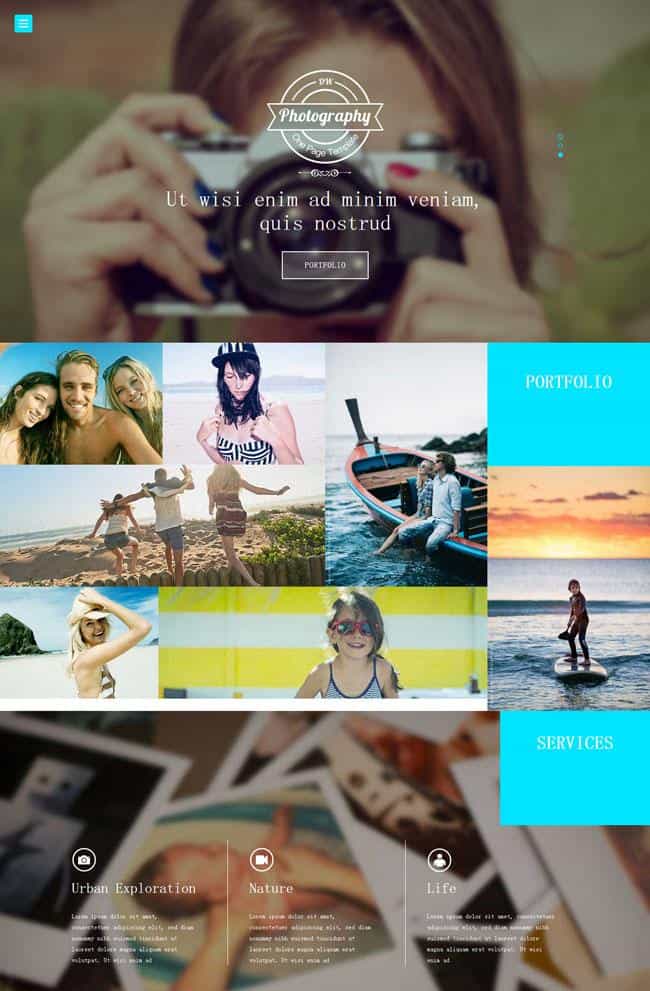 DW
Photography
One Page Template
Ut wisi enim ad minim veniam,
quis nostrud
PORTFOLIO
PORTFOLIO
SERVICES
Urban Exploration
Lorem ipsum dolor sit amet,
consectetuer adipiscing elit, sed diam
nonummy nibh euismod tincidunt ut
laoreet dolore magna aliquam erat
volutpat. Ut wisi enim ad
Nature
Lorem ipsum dolor sit amet,
consectetuer adipiscing elit, sed diam
nonummy nibh euismod tincidunt ut
laoreet dolore magna aliquam erat
volutpat. Ut wisi enim ad
Life
Lorem ipsum dolor sit amet,
consectetuer adipiscing elit, sed diam
nonummy nibh euismod tincidunt ut
laoreet dolore magna aliquam erat
volutpat. Ut wisi enim ad